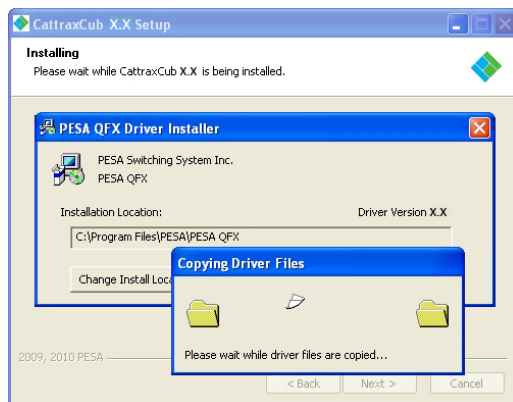 CattraxCub X.X Setup
Installing
Please wait while CattraxCub X.X is being installed.
PESA QFX Driver Installer
PESA Switching System Inc.
PESA QFX
Installation Location:
Driver Version X.X
C:\Program Files\PESA\PESA QFX
Change Install Loca
Copying Driver Files
Please wait while driver files are copied...
2009, 2010 PESA
< Back
Next >
Cancel